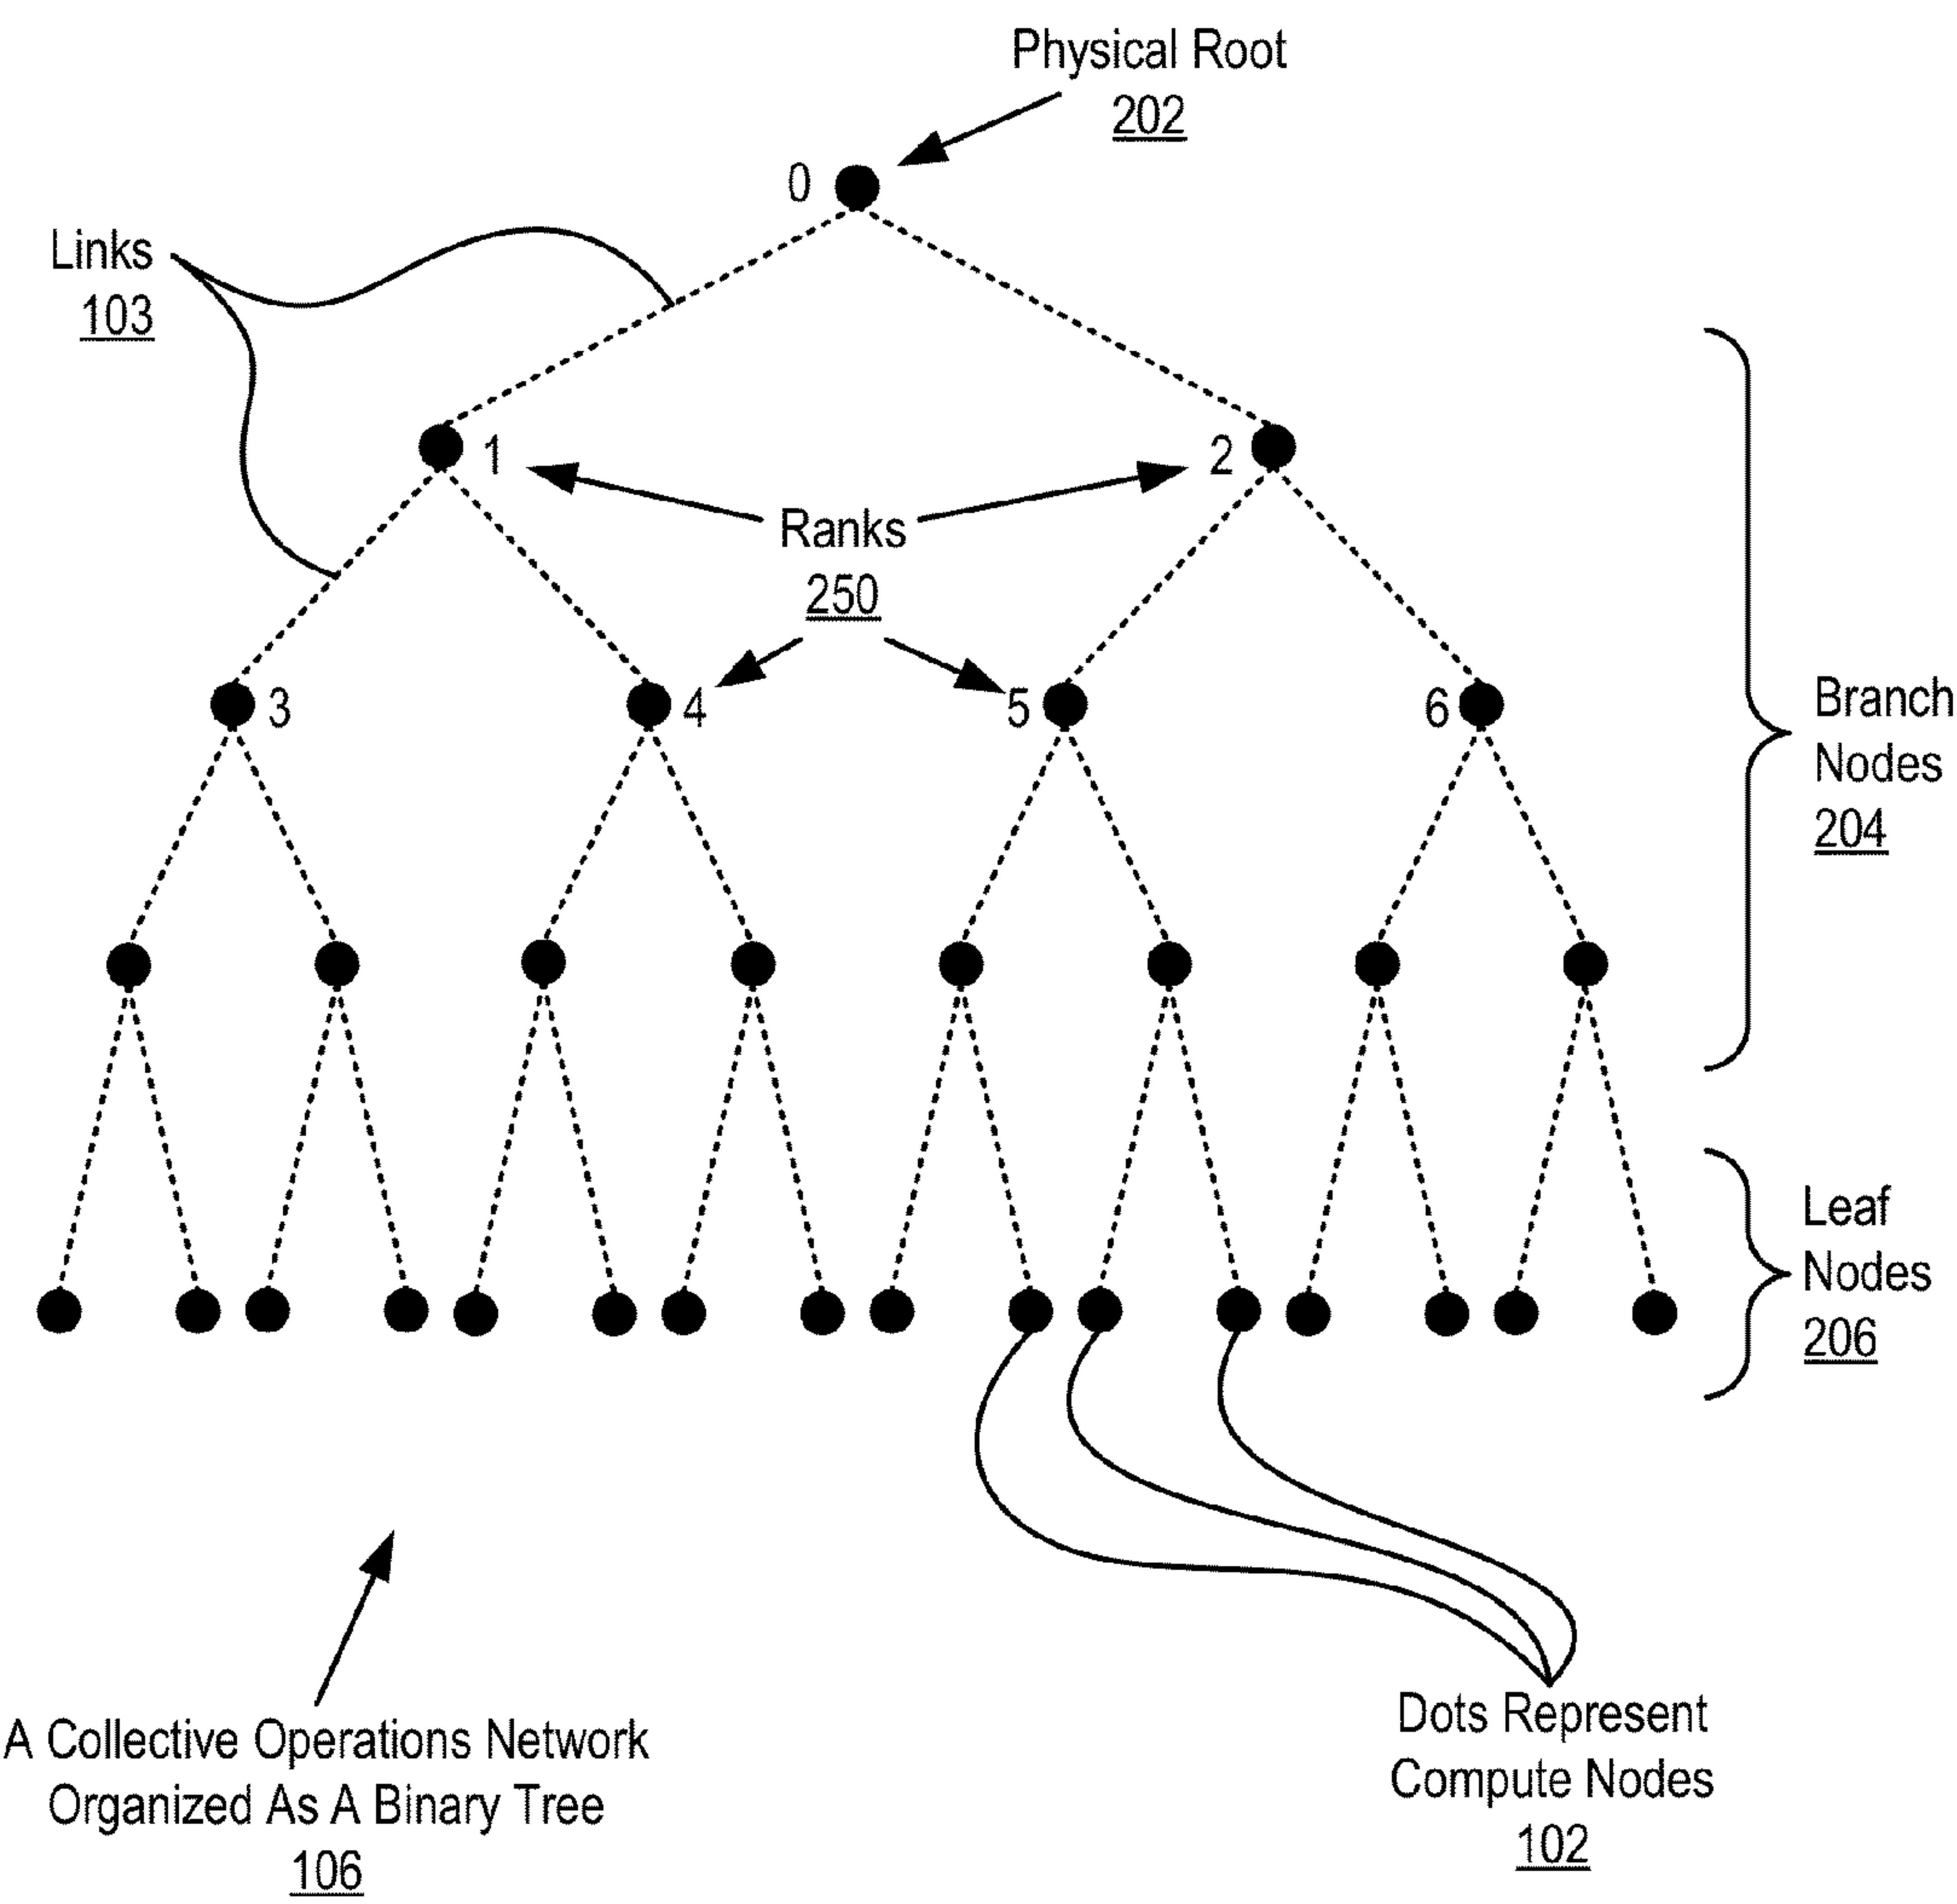 Physical Root
202
0
Links
103
1
2
Ranks
250
3
4
5
6
Branch
Nodes
204
Leaf
Nodes
206
A Collective Operations Network
Organized As A Binary Tree
106
Dots Represent
Compute Nodes
102